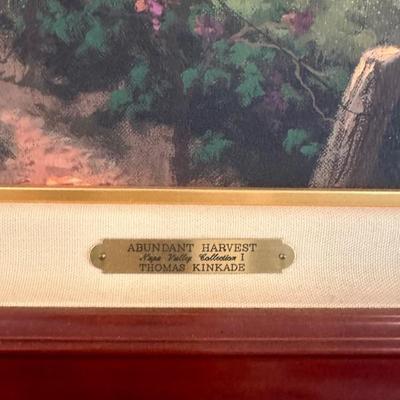 ABUNDANT HARVEST
Napa Valley Collection I
THOMAS KINKADE